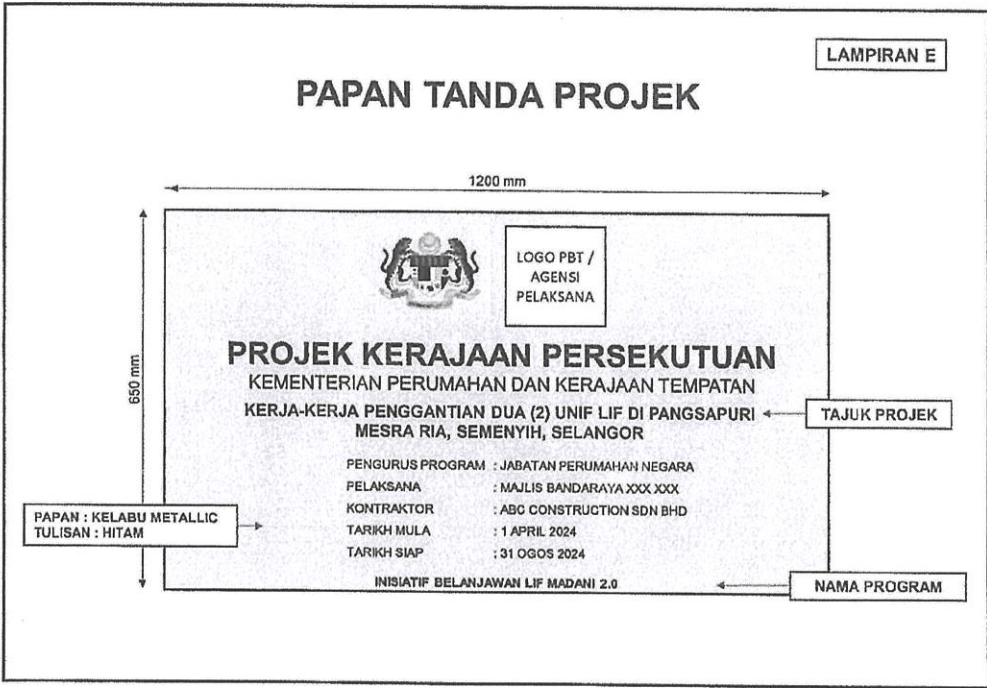 LAMPIRAN E
PAPAN TANDA PROJEK
1200 mm
650 mm
LOGO PBT /
AGENSI
PELAKSANA
PROJEK KERAJAAN PERSEKUTUAN
KEMENTERIAN PERUMAHAN DAN KERAJAAN TEMPATAN
KERJA-KERJA PENGGANTIAN DUA (2) UNIF LIF DI PANGSAPURI
MESRA RIA, SEMENYIH, SELANGOR
TAJUK PROJEK
PENGURUS PROGRAM : JABATAN PERUMAHAN NEGARA
PELAKSANA : MAJLIS BANDARAYA XXX XXX
KONTRAKTOR : ABC CONSTRUCTION SDN BHD
TARIKH MULA : 1 APRIL 2024
TARIKH SIAP : 31 OGOS 2024
PAPAN : KELABU METALLIC
TULISAN : HITAM
INISIATIF BELANJAWAN LIF MADANI 2.0
NAMA PROGRAM